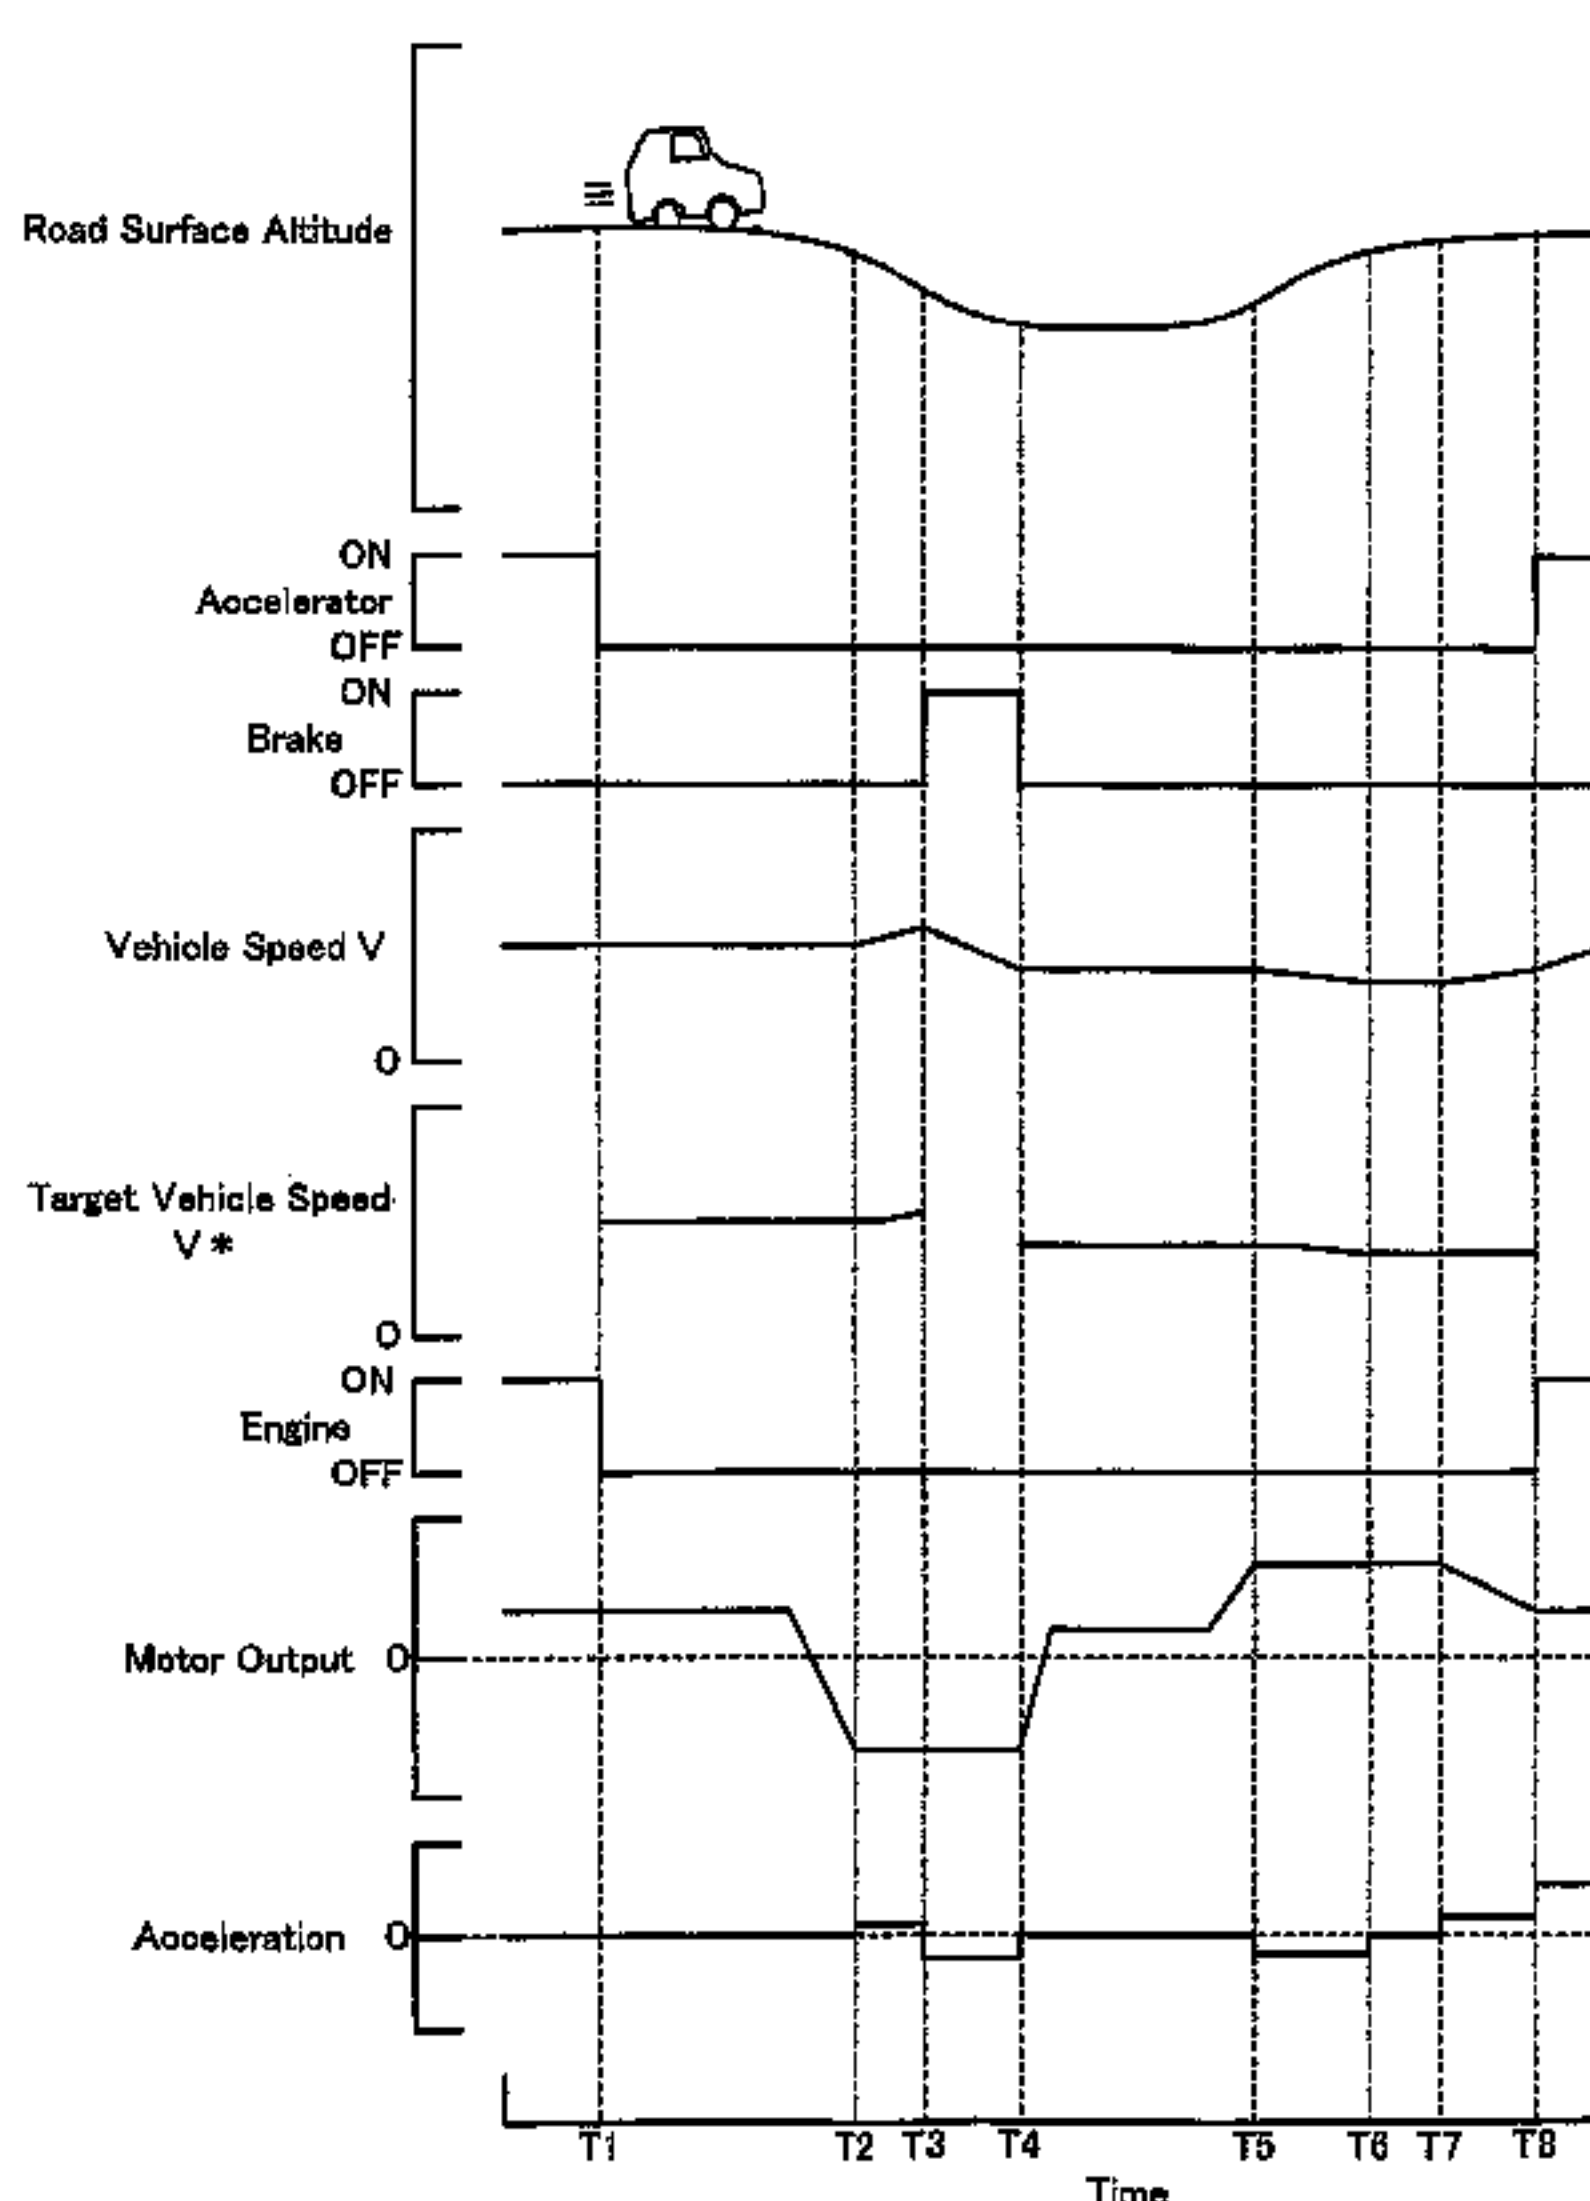 Road Surface Altitude
ON
Accelerator
OFF
ON
Brake
OFF
Vehicle Speed V
0
Target Vehicle Speed
V *
0
ON
Engine
OFF
Motor Output 0
Acceleration 0
T1 T2 T3 T4 T5 T6 T7 T8
Time